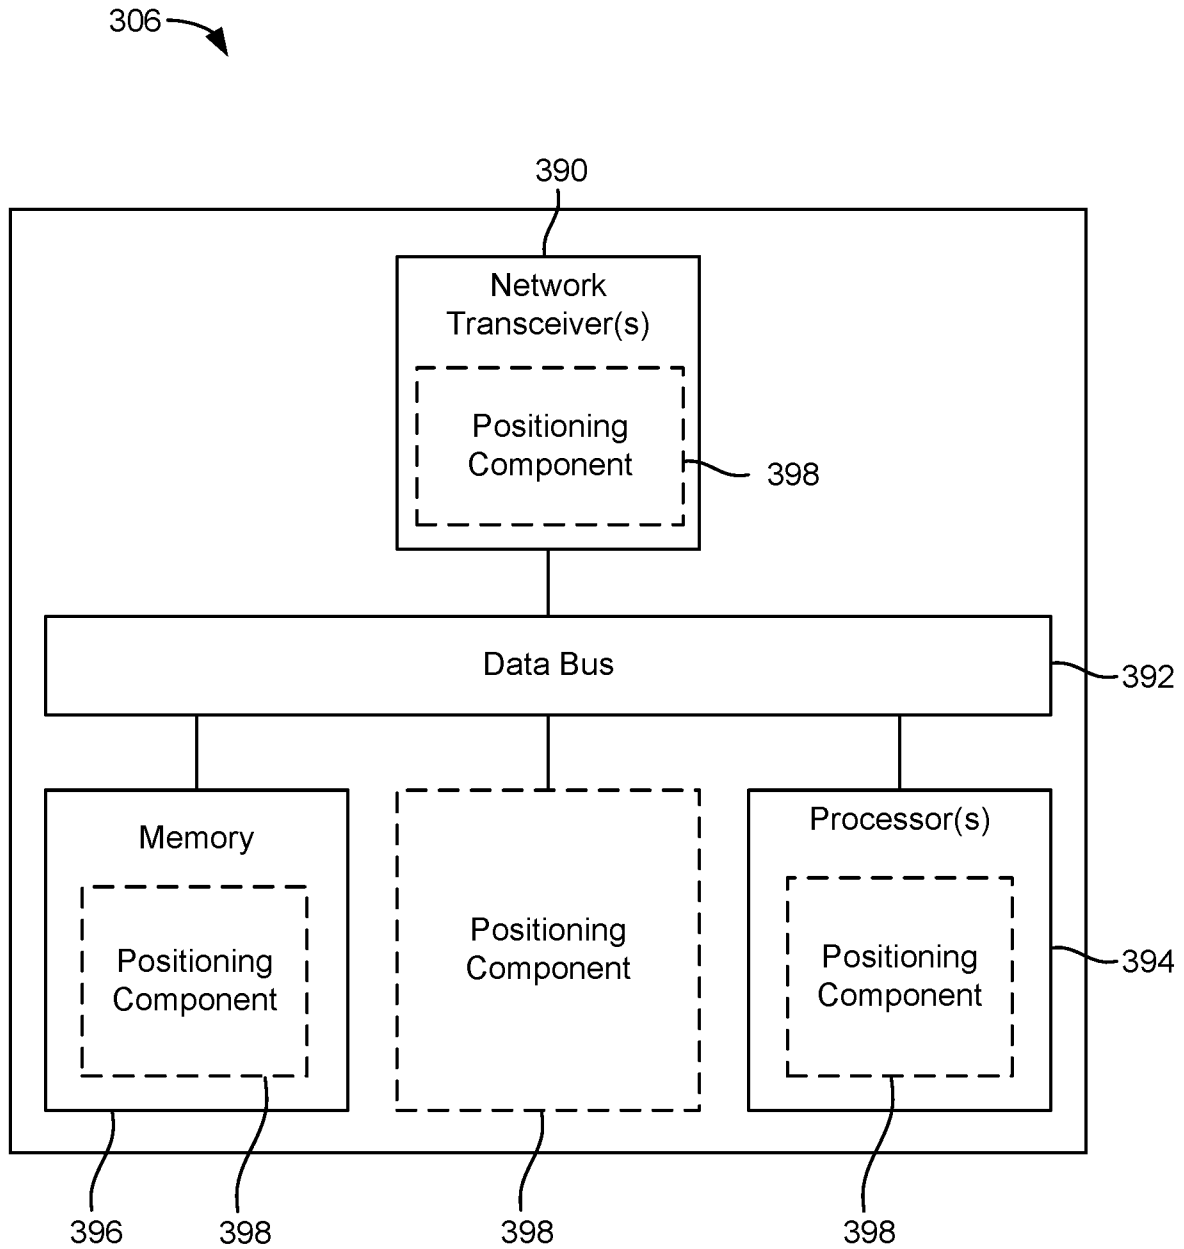 306
390
Network
Transceiver(s)
Positioning
Component
398
Data Bus
392
Memory
Positioning
Component
Positioning
Component
Processor(s)
Positioning
Component
394
396
398
398
398